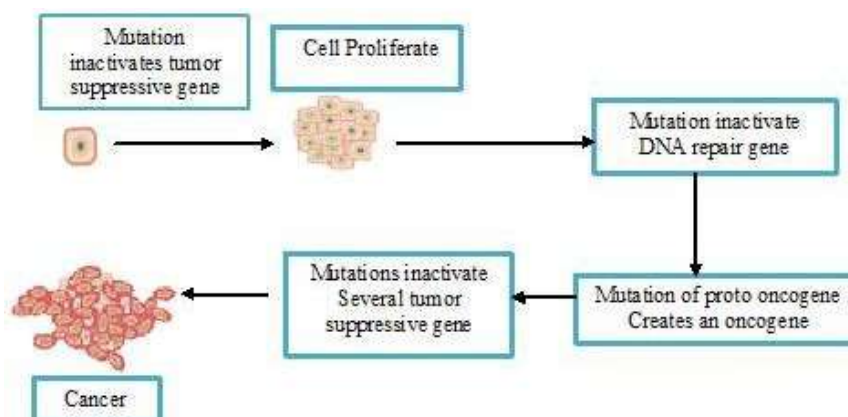 Mutation
inactivates tumor
suppressive gene
Cell Proliferate
Mutation inactivate
DNA repair gene
Mutation of proto oncogene
Creates an oncogene
Mutations inactivate
Several tumor
suppressive gene
Cancer